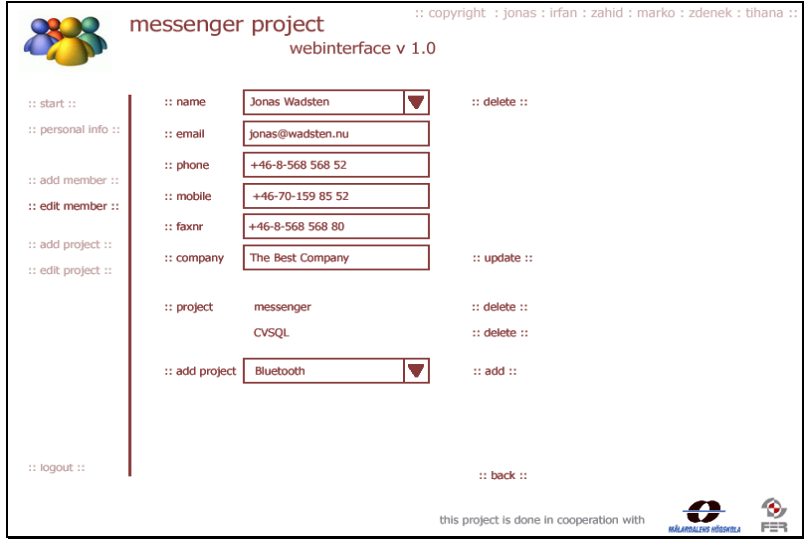 :: copyright : jonas : irfan : zahid : marko : zdenek : tihana ::
messenger project
webinterface v 1.0
:: start ::
:: personal info ::
:: add member ::
:: edit member ::
:: add project ::
:: edit project ::
:: logout ::
:: name Jonas Wadsten :: delete ::
:: email jonas@wadsten.nu
:: phone +46-8-568 568 52
:: mobile +46-70-159 85 52
:: faxnr +46-8-568 568 80
:: company The Best Company :: update ::
:: project messenger :: delete ::
CVSQL :: delete ::
:: add project Bluetooth :: add ::
:: back ::
this project is done in cooperation with
MÄLARDALENS HÖGSKOLA
FER